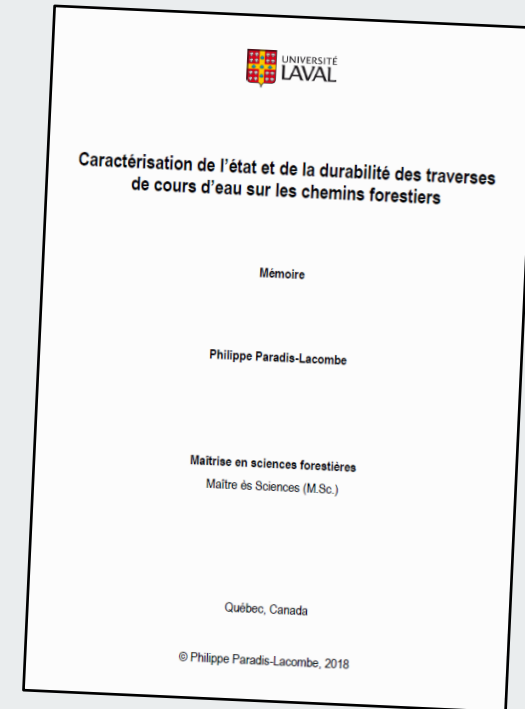 UNIVERSITÉ
LAVAL
Caractérisation de l'état et de la durabilité des traverses
de cours d'eau sur les chemins forestiers
Mémoire
Philippe Paradis-Lacombe
Maîtrise en sciences forestières
Maître ès Sciences (M.Sc.)
Québec, Canada
© Philippe Paradis-Lacombe, 2018